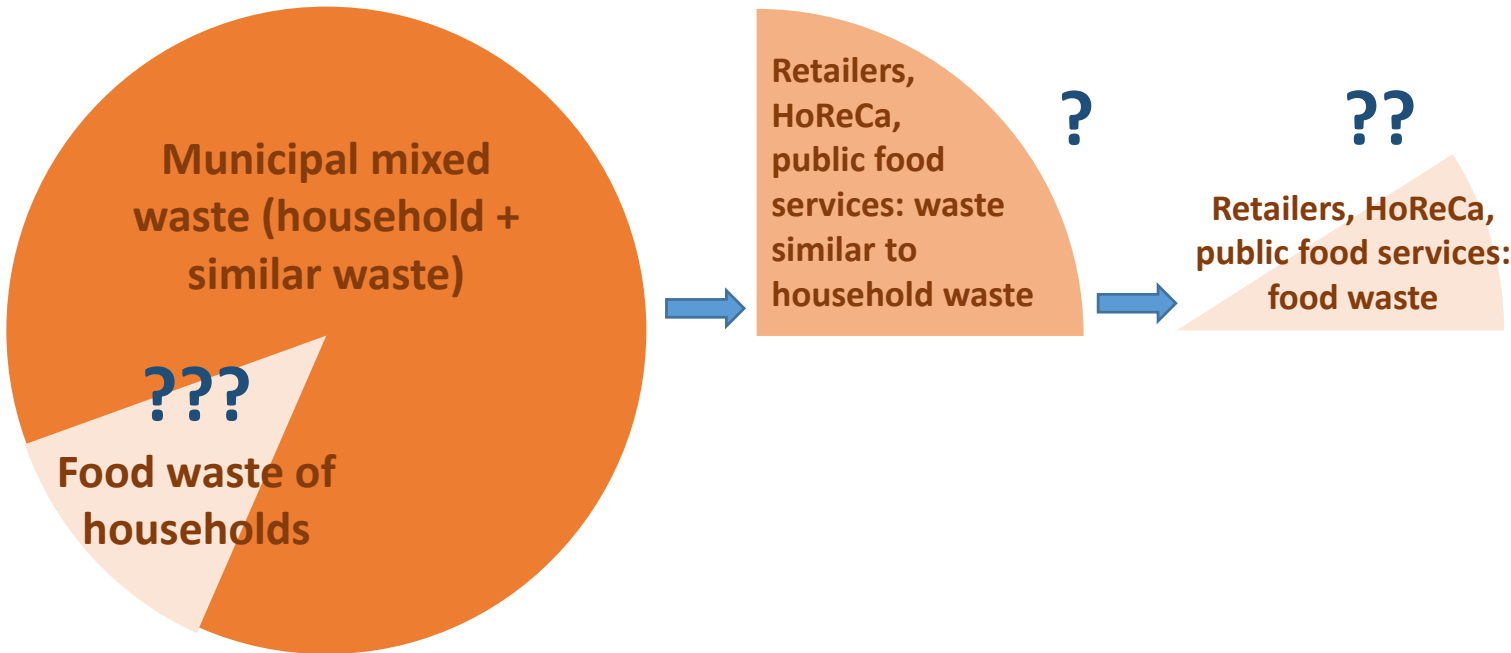 Municipal mixed
waste (household +
similar waste)
???
Food waste of
households
Retailers,
HoReCa,
public food
services: waste
similar to
household waste
?
??
Retailers, HoReCa,
public food services:
food waste